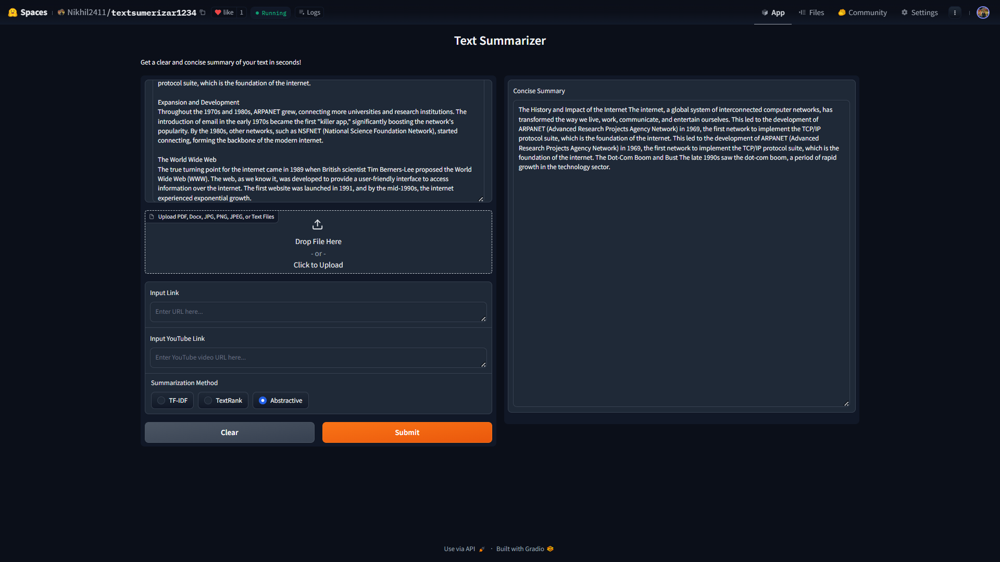 Spaces
Nikhil2411/textsumerizar1234
like 1
Running
Logs
App
Files
Community
Settings
Text Summarizer
Get a clear and concise summary of your text in seconds!
protocol suite, which is the foundation of the internet.
Expansion and Development
Throughout the 1970s and 1980s, ARPANET grew, connecting more universities and research institutions. The
introduction of email in the early 1970s became the first "killer app," significantly boosting the network's
popularity. By the 1980s, other networks, such as NSFNET (National Science Foundation Network), started
connecting, forming the backbone of the modern internet.
The World Wide Web
The true turning point for the internet came in 1989 when British scientist Tim Berners-Lee proposed the World
Wide Web (WWW). The web, as we know it, was developed to provide a user-friendly interface to access
information over the internet. The first website was launched in 1991, and by the mid-1990s, the internet
experienced exponential growth.
Upload PDF, Docx, JPG, PNG, JPEG, or Text Files
Drop File Here
- or -
Click to Upload
Input Link
Enter URL here...
Input YouTube Link
Enter YouTube video URL here...
Summarization Method
TF-IDF
TextRank
Abstractive
Clear
Submit
Concise Summary
The History and Impact of the Internet The internet, a global system of interconnected computer networks, has
transformed the way we live, work, communicate, and entertain ourselves. This led to the development of
ARPANET (Advanced Research Projects Agency Network) in 1969, the first network to implement the TCP/IP
protocol suite, which is the foundation of the internet. This led to the development of ARPANET (Advanced
Research Projects Agency Network) in 1969, the first network to implement the TCP/IP protocol suite, which is the
foundation of the internet. The Dot-Com Boom and Bust The late 1990s saw the dot-com boom, a period of rapid
growth in the technology sector.
Use via API · Built with Gradio